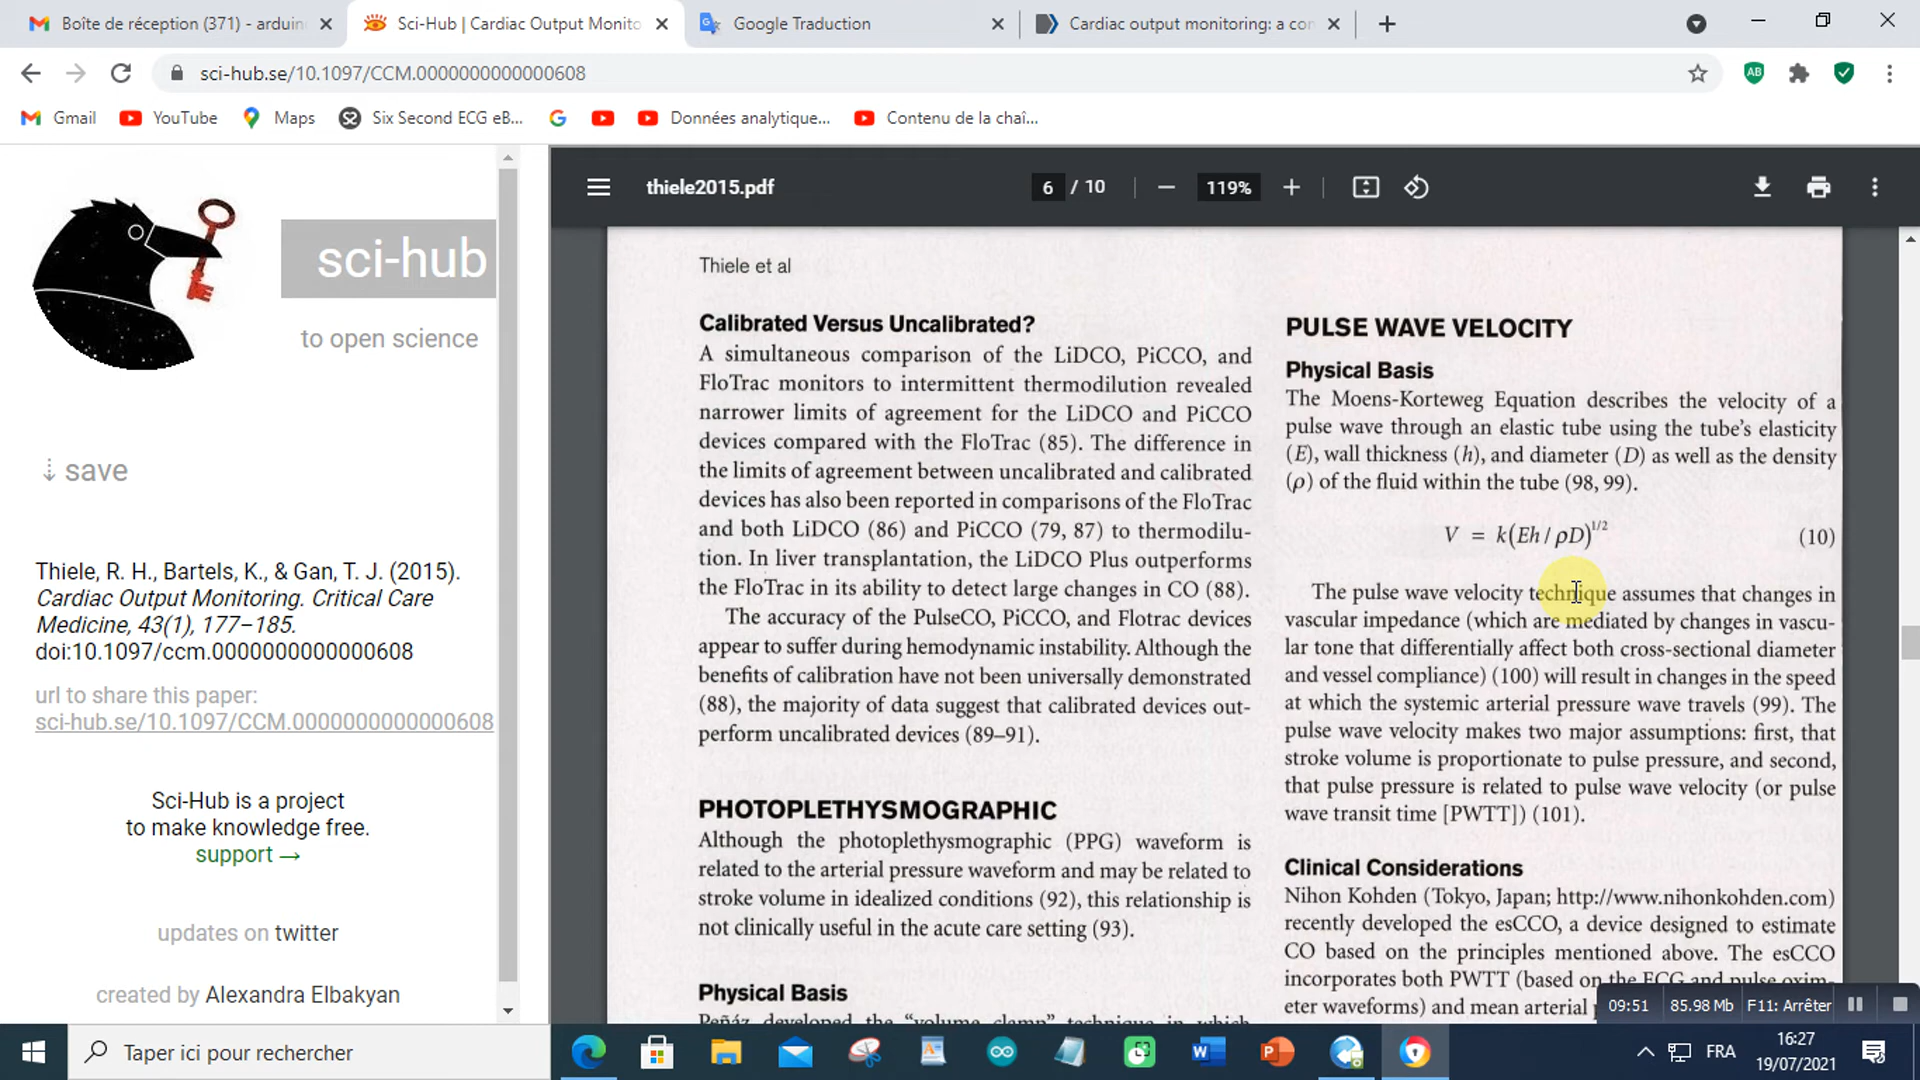 Boîte de réception (371) - arduin
Sci-Hub | Cardiac Output Monito
Google Traduction
Cardiac output monitoring: a con
sci-hub.se/10.1097/CCM.0000000000000608
Gmail
YouTube
Maps
Six Second ECG eB...
Données analytique...
Contenu de la chaî...
sci-hub
to open science
↓ save
Thiele, R. H., Bartels, K., & Gan, T. J. (2015).
Cardiac Output Monitoring. Critical Care
Medicine, 43(1), 177–185.
doi:10.1097/ccm.0000000000000608
url to share this paper:
sci-hub.se/10.1097/CCM.0000000000000608
Sci-Hub is a project
to make knowledge free.
support →
updates on twitter
created by Alexandra Elbakyan
thiele2015.pdf
6 / 10
119%
Thiele et al
Calibrated Versus Uncalibrated?
A simultaneous comparison of the LiDCO, PiCCO, and
FloTrac monitors to intermittent thermodilution revealed
narrower limits of agreement for the LiDCO and PiCCO
devices compared with the FloTrac (85). The difference in
the limits of agreement between uncalibrated and calibrated
devices has also been reported in comparisons of the FloTrac
and both LiDCO (86) and PiCCO (79, 87) to thermodilu-
tion. In liver transplantation, the LiDCO Plus outperforms
the FloTrac in its ability to detect large changes in CO (88).
The accuracy of the PulseCO, PiCCO, and Flotrac devices
appear to suffer during hemodynamic instability. Although the
benefits of calibration have not been universally demonstrated
(88), the majority of data suggest that calibrated devices out-
perform uncalibrated devices (89–91).
PHOTOPLETHYSMOGRAPHIC
Although the photoplethysmographic (PPG) waveform is
related to the arterial pressure waveform and may be related to
stroke volume in idealized conditions (92), this relationship is
not clinically useful in the acute care setting (93).
Physical Basis
Peñáz developed the “volume clamp” technique in which
PULSE WAVE VELOCITY
Physical Basis
The Moens-Korteweg Equation describes the velocity of a
pulse wave through an elastic tube using the tube's elasticity
(E), wall thickness (h), and diameter (D) as well as the density
(ρ) of the fluid within the tube (98, 99).
V = k(Eh / ρD)^1/2 (10)
The pulse wave velocity technique assumes that changes in
vascular impedance (which are mediated by changes in vascu-
lar tone that differentially affect both cross-sectional diameter
and vessel compliance) (100) will result in changes in the speed
at which the systemic arterial pressure wave travels (99). The
pulse wave velocity makes two major assumptions: first, that
stroke volume is proportionate to pulse pressure, and second,
that pulse pressure is related to pulse wave velocity (or pulse
wave transit time [PWTT]) (101).
Clinical Considerations
Nihon Kohden (Tokyo, Japan; http://www.nihonkohden.com)
recently developed the esCCO, a device designed to estimate
CO based on the principles mentioned above. The esCCO
incorporates both PWTT (based on the ECG and pulse oxim-
eter waveforms) and mean arterial
09:51
85.98 Mb
F11: Arrêter
Taper ici pour rechercher
FRA
16:27
19/07/2021